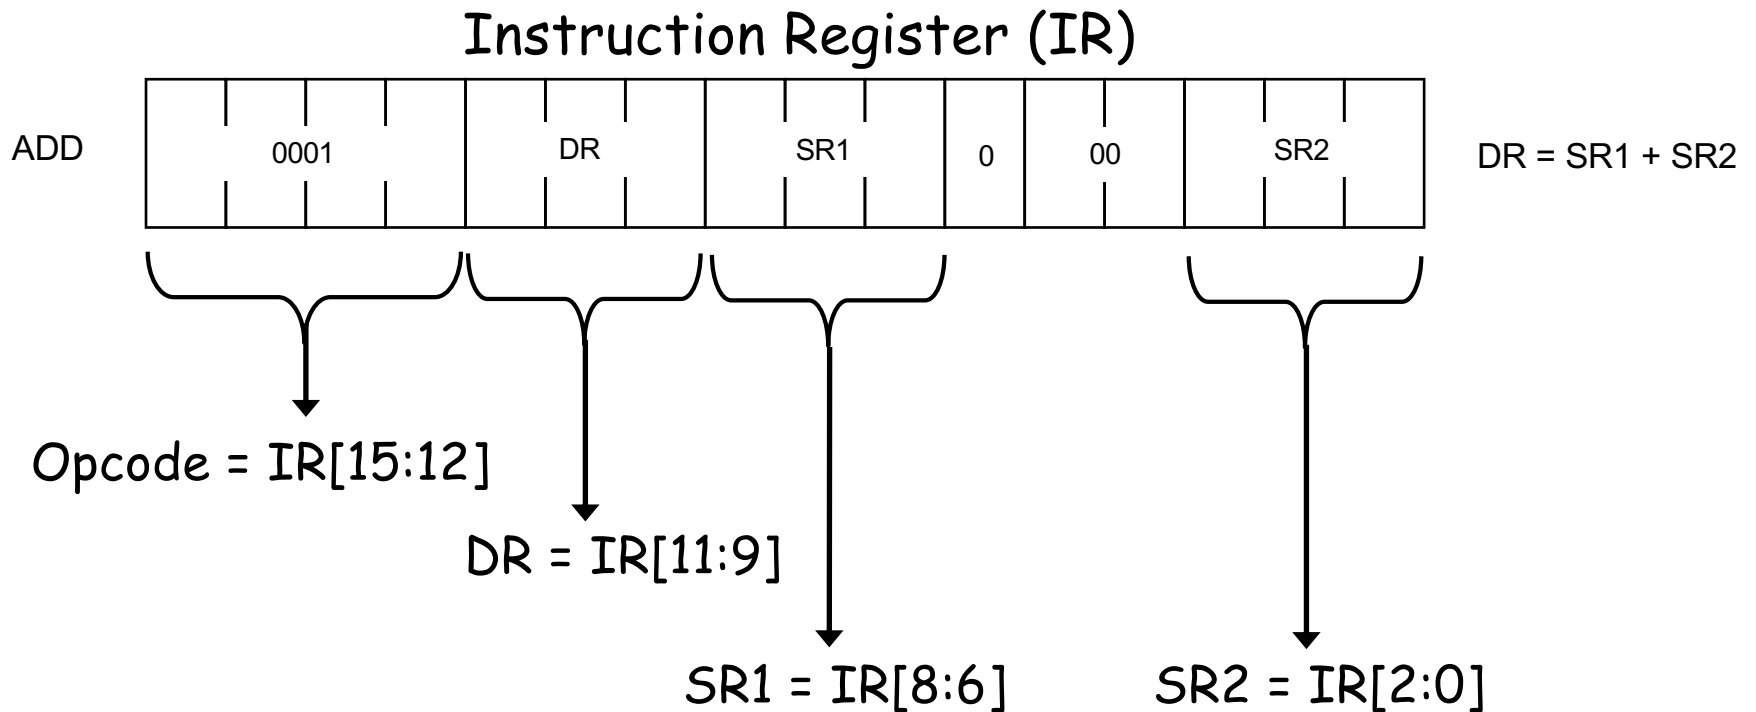 Instruction Register (IR)
ADD 0001 DR SR1 0 00 SR2 DR = SR1 + SR2
Opcode = IR[15:12]
DR = IR[11:9]
SR1 = IR[8:6] SR2 = IR[2:0]